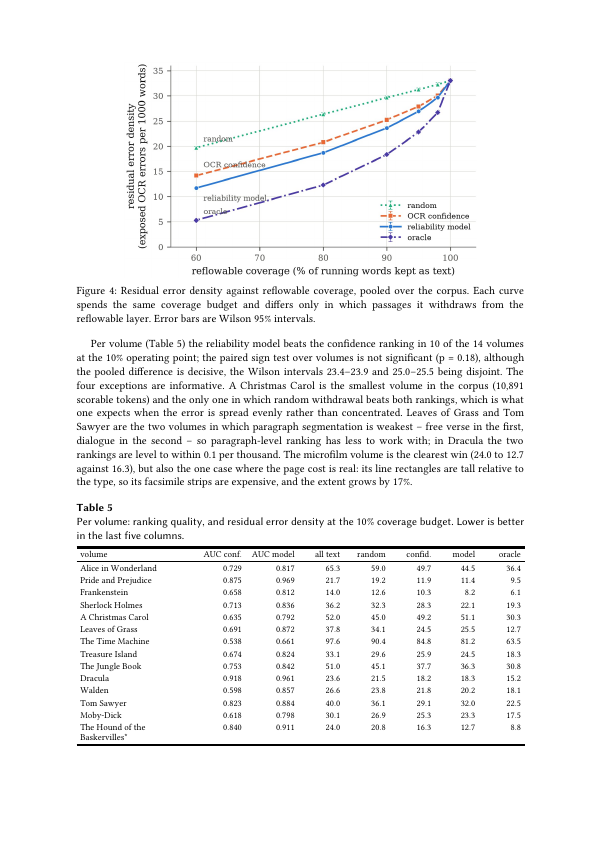 35
30
25
20
15
10
5
0
residual error density
(exposed OCR errors per 1000 words)
random
OCR confidence
reliability model
oracle
random
OCR confidence
reliability model
oracle
60 70 80 90 100
reflowable coverage (% of running words kept as text)
Figure 4: Residual error density against reflowable coverage, pooled over the corpus. Each curve
spends the same coverage budget and differs only in which passages it withdraws from the
reflowable layer. Error bars are Wilson 95% intervals.
Per volume (Table 5) the reliability model beats the confidence ranking in 10 of the 14 volumes
at the 10% operating point; the paired sign test over volumes is not significant (p = 0.18), although
the pooled difference is decisive, the Wilson intervals 23.4–23.9 and 25.0–25.5 being disjoint. The
four exceptions are informative. A Christmas Carol is the smallest volume in the corpus (10,891
scorable tokens) and the only one in which random withdrawal beats both rankings, which is what
one expects when the error is spread evenly rather than concentrated. Leaves of Grass and Tom
Sawyer are the two volumes in which paragraph segmentation is weakest – free verse in the first,
dialogue in the second – so paragraph-level ranking has less to work with; in Dracula the two
rankings are level to within 0.1 per thousand. The microfilm volume is the clearest win (24.0 to 12.7
against 16.3), but also the one case where the page cost is real: its line rectangles are tall relative to
the type, so its facsimile strips are expensive, and the extent grows by 17%.
Table 5
Per volume: ranking quality, and residual error density at the 10% coverage budget. Lower is better
in the last five columns.
volume AUC conf. AUC model all text random confid. model oracle
Alice in Wonderland 0.729 0.817 65.3 59.0 49.7 44.5 36.4
Pride and Prejudice 0.875 0.969 21.7 19.2 11.9 11.4 9.5
Frankenstein 0.658 0.812 14.0 12.6 10.3 8.2 6.1
Sherlock Holmes 0.713 0.836 36.2 32.3 28.3 22.1 19.3
A Christmas Carol 0.635 0.792 52.0 45.0 49.2 51.1 30.3
Leaves of Grass 0.691 0.872 37.8 34.1 24.5 25.5 12.7
The Time Machine 0.538 0.661 97.6 90.4 84.8 81.2 63.5
Treasure Island 0.674 0.824 33.1 29.6 25.9 24.5 18.3
The Jungle Book 0.753 0.842 51.0 45.1 37.7 36.3 30.8
Dracula 0.918 0.961 23.6 21.5 18.2 18.3 15.2
Walden 0.598 0.857 26.6 23.8 21.8 20.2 18.1
Tom Sawyer 0.823 0.884 40.0 36.1 29.1 32.0 22.5
Moby-Dick 0.618 0.798 30.1 26.9 25.3 23.3 17.5
The Hound of the 0.840 0.911 24.0 20.8 16.3 12.7 8.8
Baskervilles*